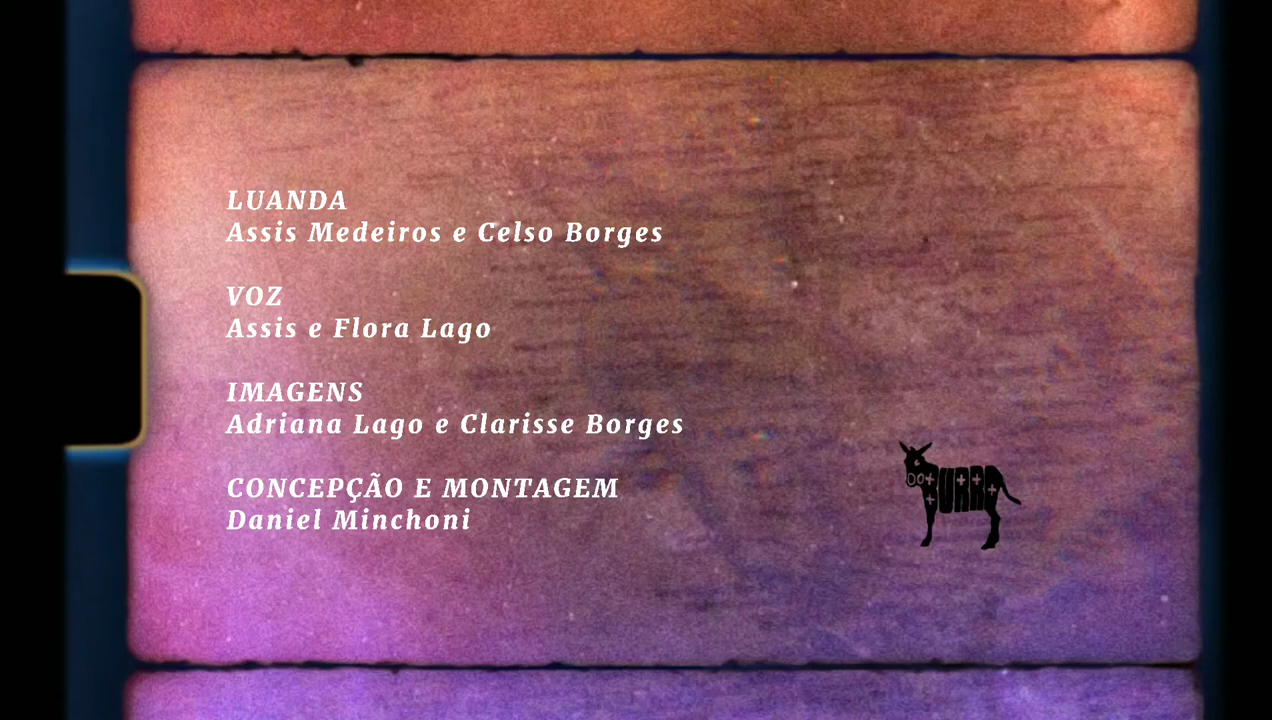 LUANDA
Assis Medeiros e Celso Borges
VOZ
Assis e Flora Lago
IMAGENS
Adriana Lago e Clarisse Borges
CONCEPÇÃO E MONTAGEM
Daniel Minchoni